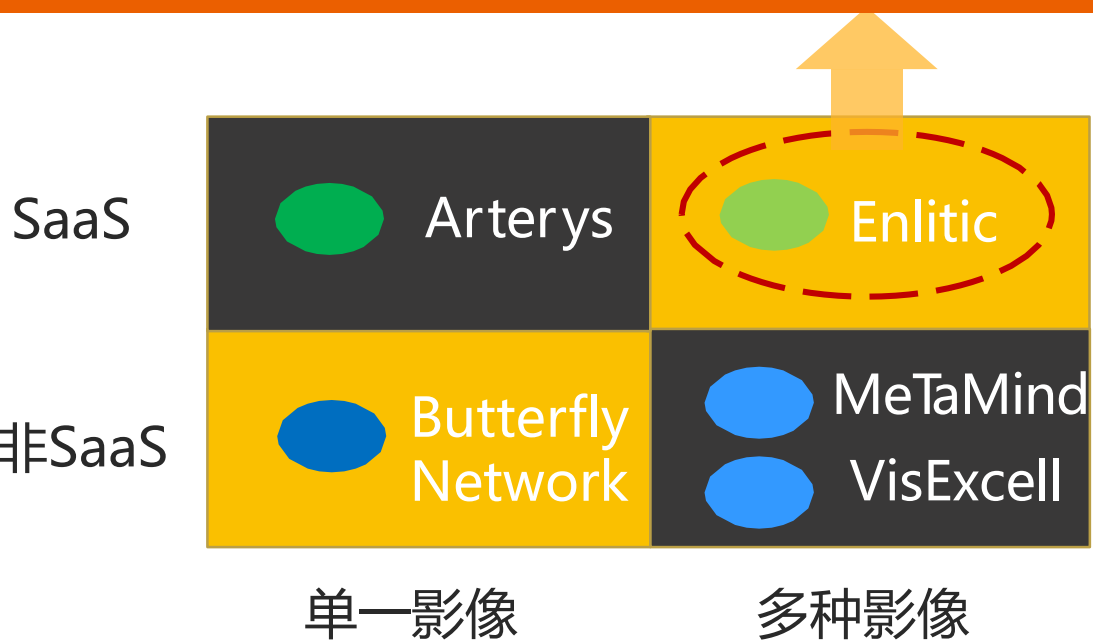 SaaS
Arterys
Enlitic
非SaaS
Butterfly
Network
MeTaMind
VisExcell
单一影像
多种影像